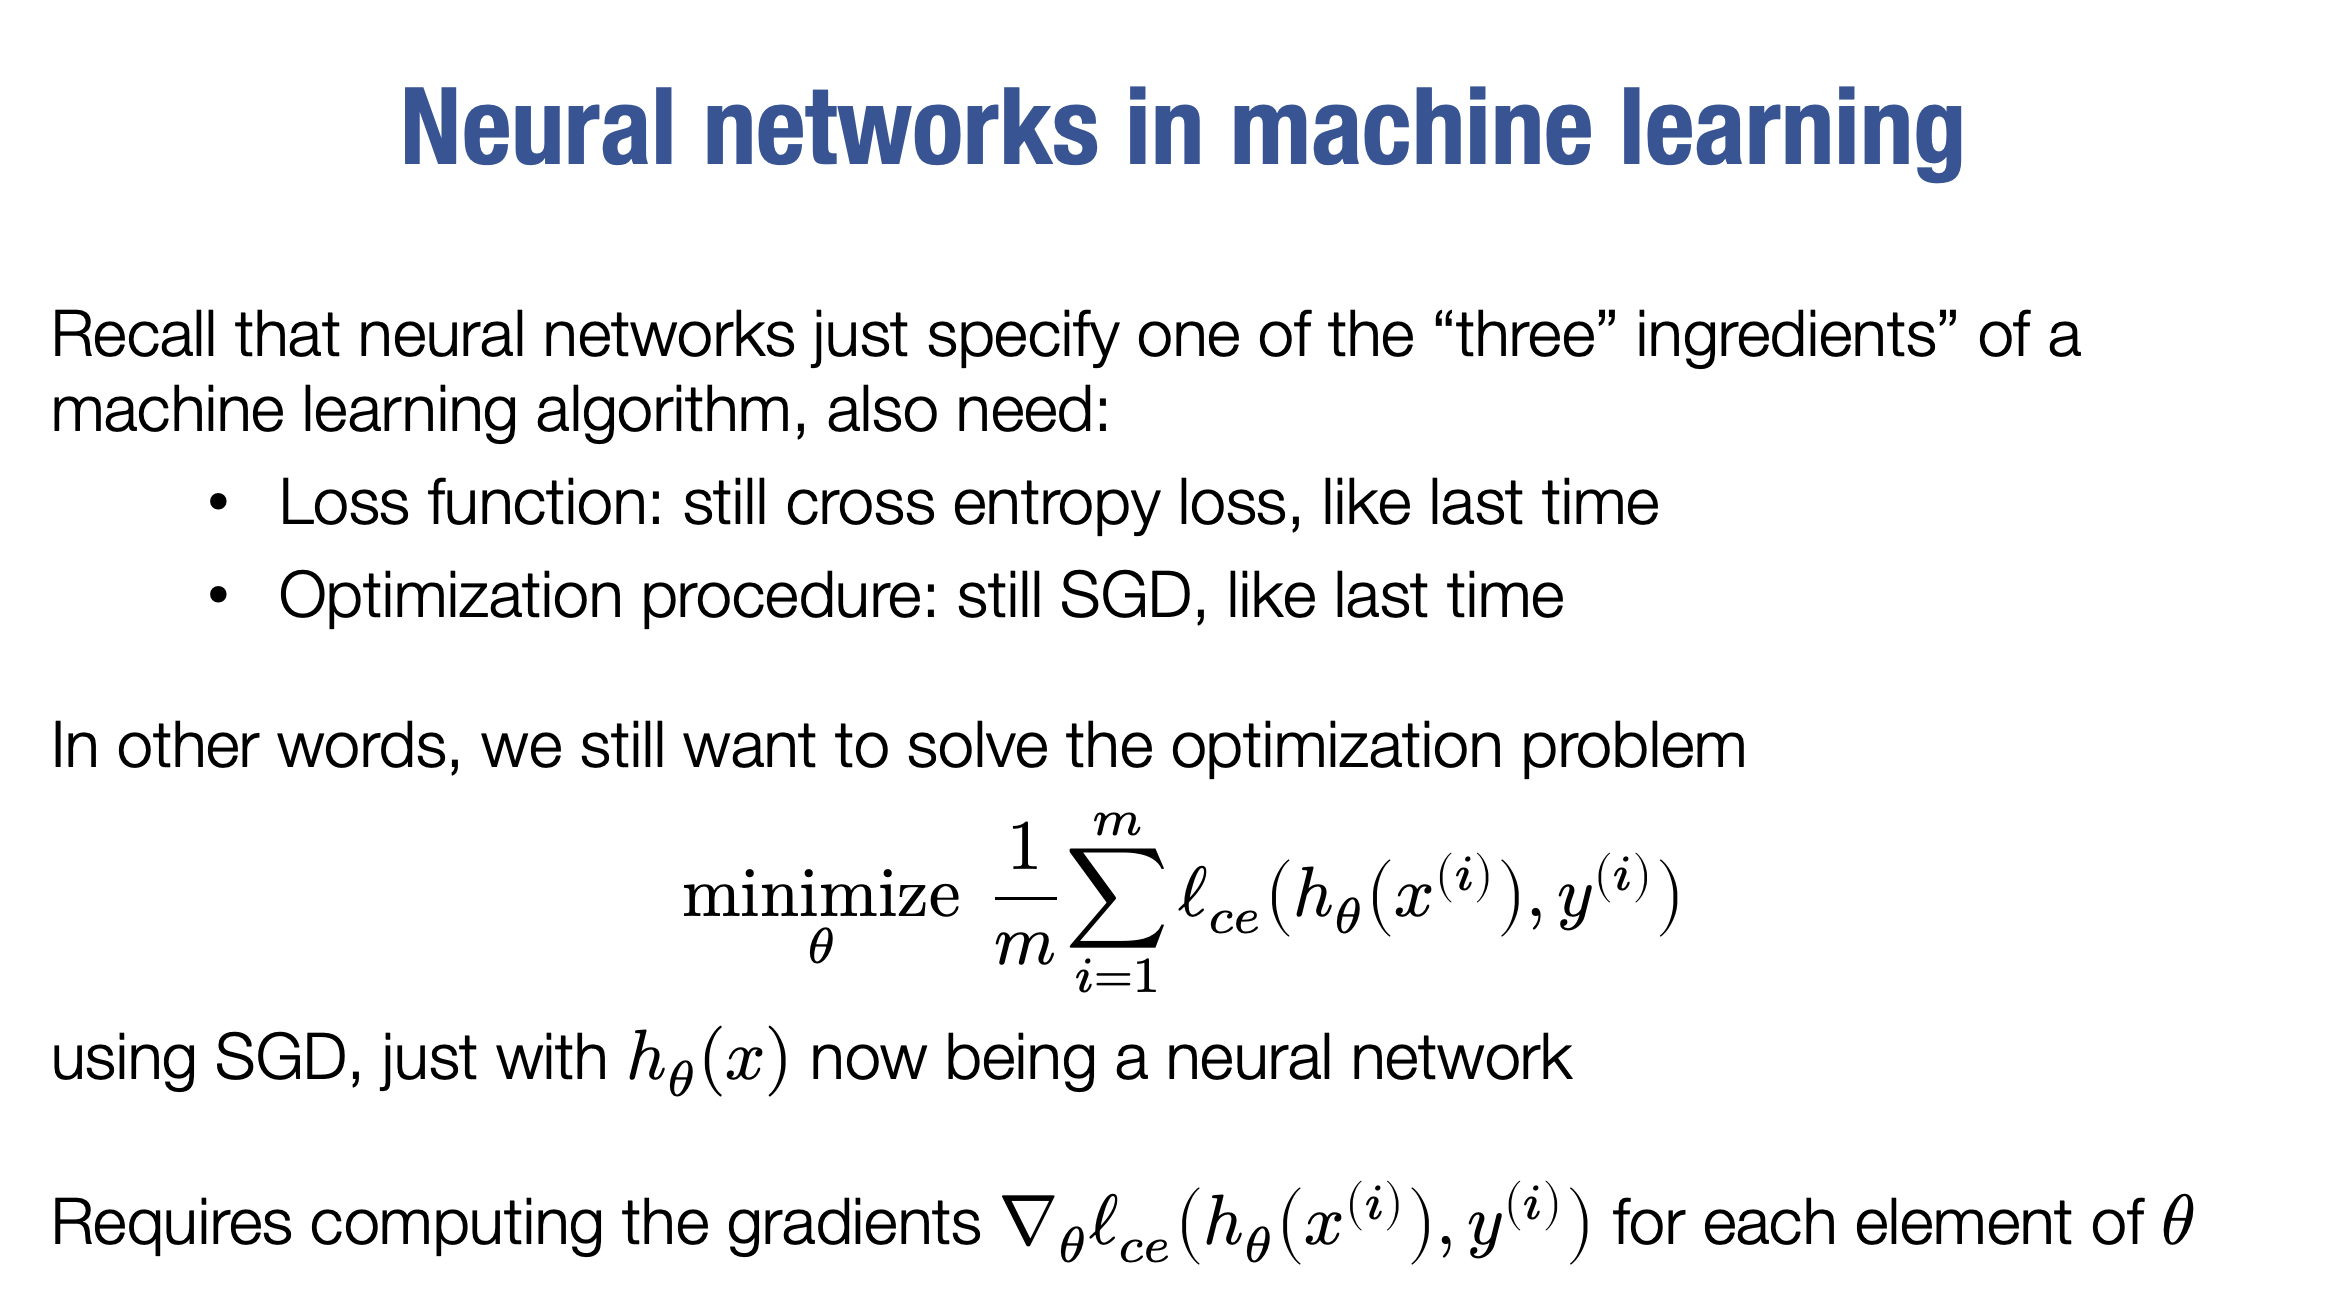 Neural networks in machine learning
Recall that neural networks just specify one of the “three” ingredients” of a
machine learning algorithm, also need:
• Loss function: still cross entropy loss, like last time
• Optimization procedure: still SGD, like last time
In other words, we still want to solve the optimization problem
$\underset{\theta}{\text{minimize}} \; \frac{1}{m} \sum_{i=1}^{m} \ell_{ce}(h_\theta(x^{(i)}), y^{(i)})$
using SGD, just with $h_\theta(x)$ now being a neural network
Requires computing the gradients $\nabla_\theta \ell_{ce}(h_\theta(x^{(i)}), y^{(i)})$ for each element of $\theta$